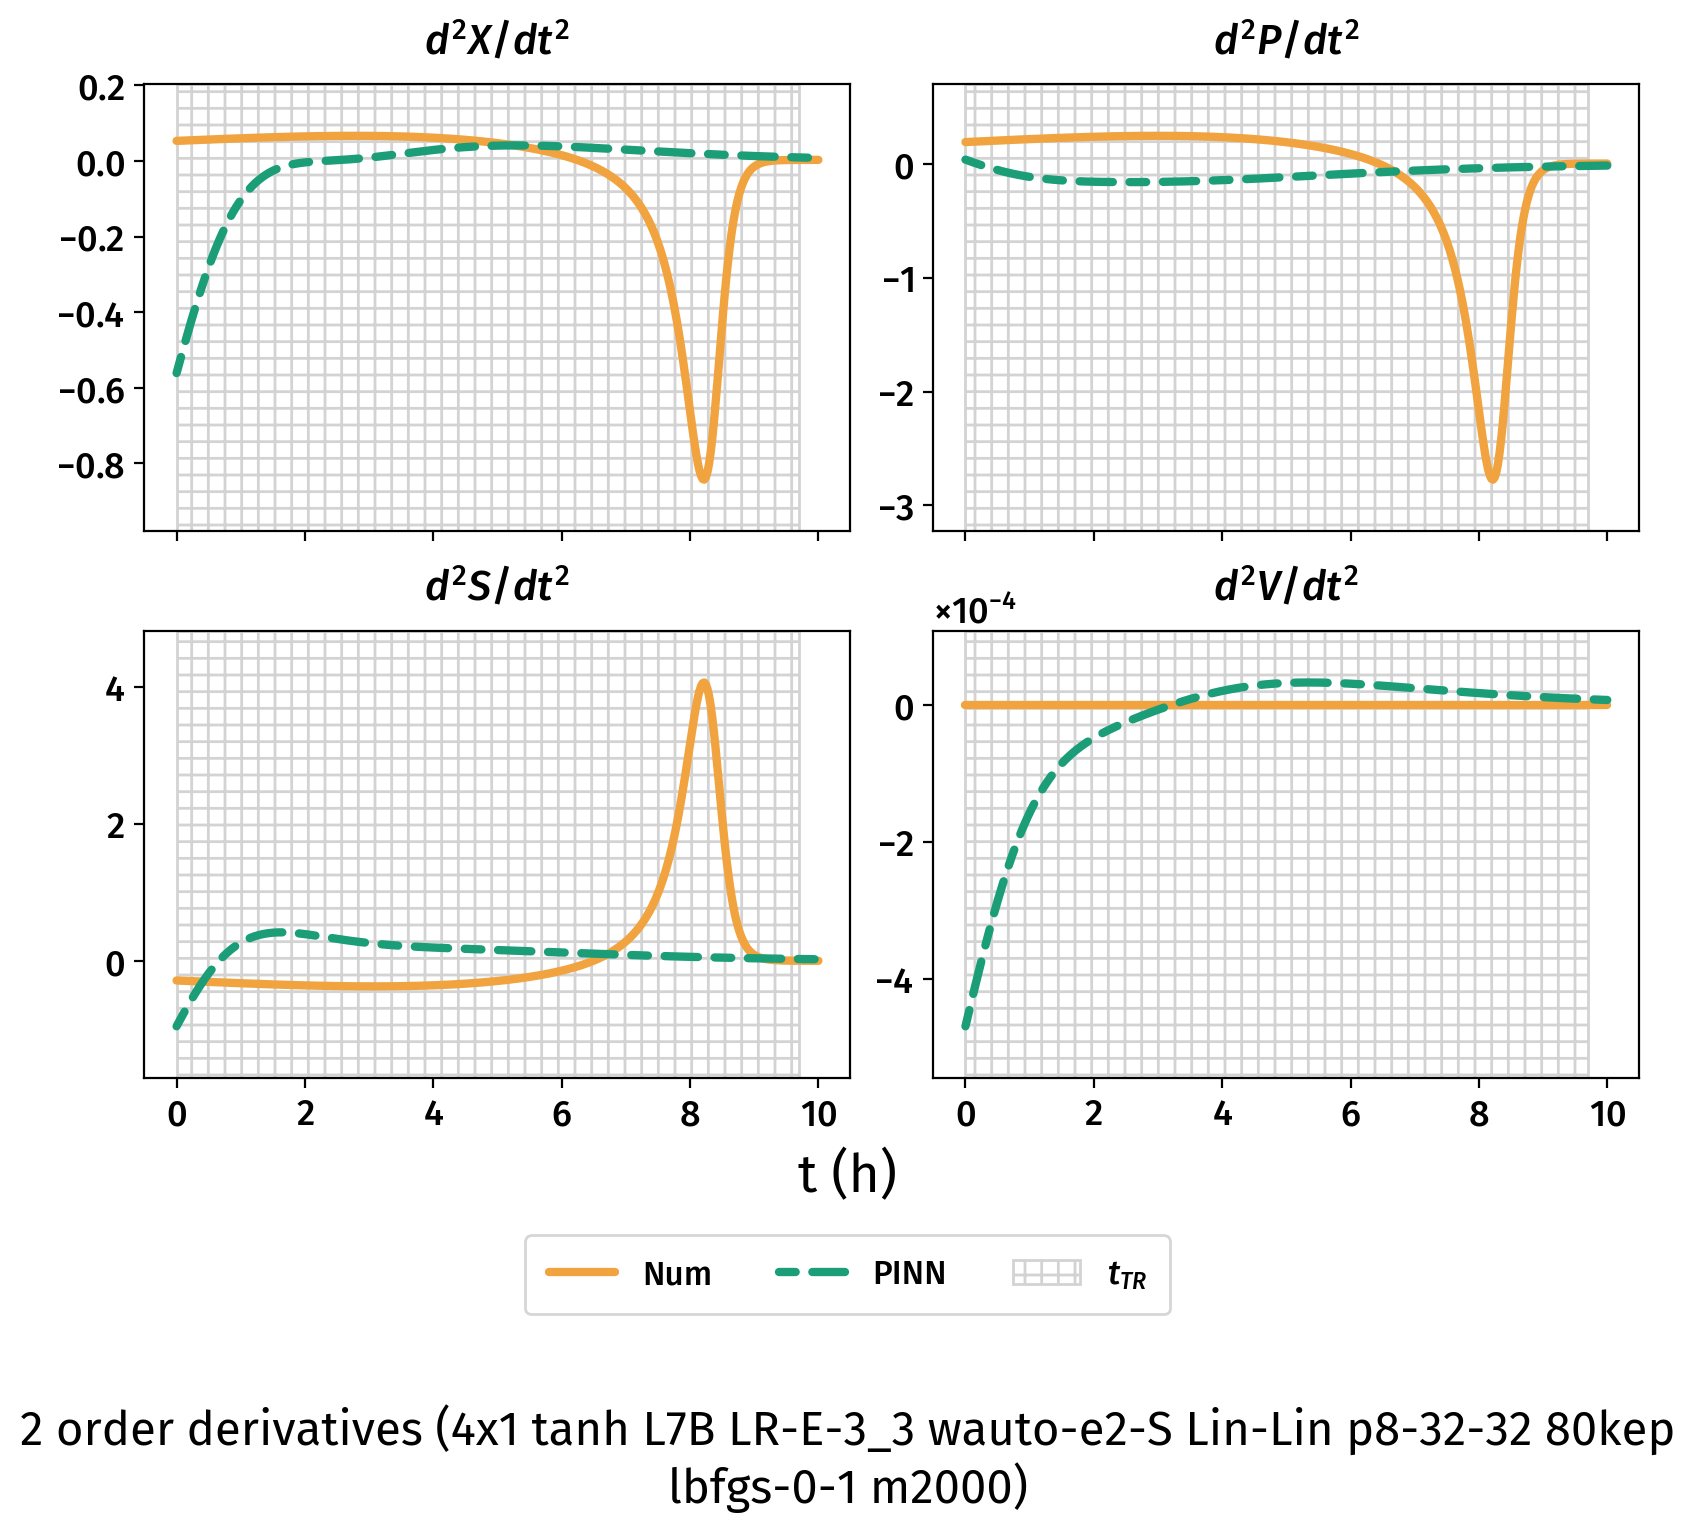 d²X/dt²
d²P/dt²
0.2
0.0
−0.2
−0.4
−0.6
−0.8
0
−1
−2
−3
d²S/dt²
d²V/dt²
×10⁻⁴
4
2
0
0
−2
−4
0 2 4 6 8 10
0 2 4 6 8 10
t (h)
Num PINN t_TR
2 order derivatives (4x1 tanh L7B LR-E-3_3 wauto-e2-S Lin-Lin p8-32-32 80kep
lbfgs-0-1 m2000)